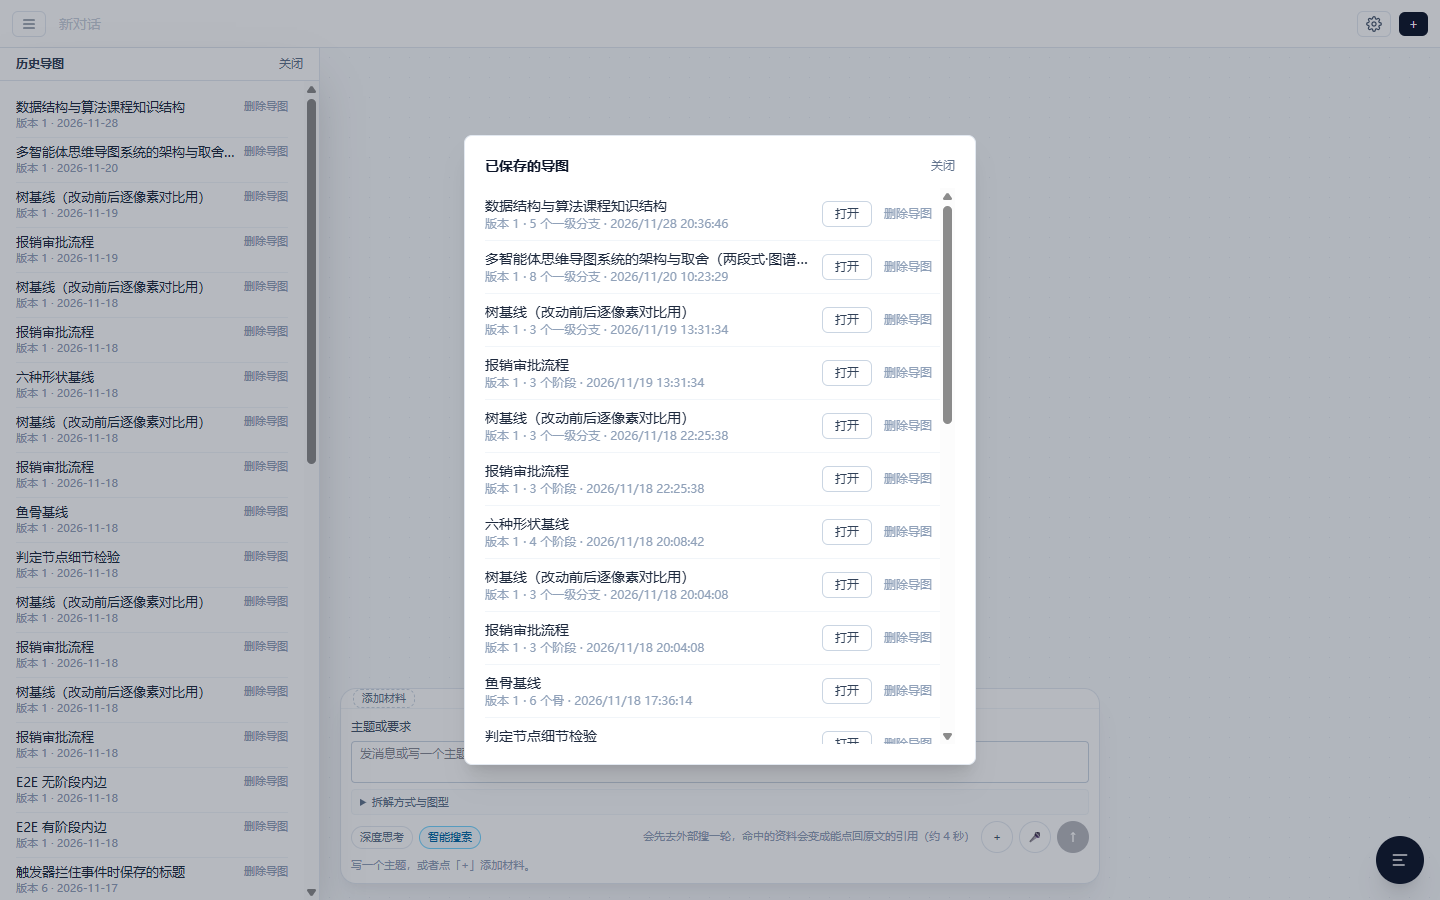 新对话
+
历史导图
关闭
数据结构与算法课程知识结构
删除导图
版本 1 · 2026-11-28
多智能体思维导图系统的架构与取舍...
删除导图
版本 1 · 2026-11-20
树基线（改动前后逐像素对比用）
删除导图
版本 1 · 2026-11-19
报销审批流程
删除导图
版本 1 · 2026-11-19
树基线（改动前后逐像素对比用）
删除导图
版本 1 · 2026-11-18
报销审批流程
删除导图
版本 1 · 2026-11-18
六种形状基线
删除导图
版本 1 · 2026-11-18
树基线（改动前后逐像素对比用）
删除导图
版本 1 · 2026-11-18
报销审批流程
删除导图
版本 1 · 2026-11-18
鱼骨基线
删除导图
版本 1 · 2026-11-18
判定节点细节检验
删除导图
版本 1 · 2026-11-18
树基线（改动前后逐像素对比用）
删除导图
版本 1 · 2026-11-18
报销审批流程
删除导图
版本 1 · 2026-11-18
树基线（改动前后逐像素对比用）
删除导图
版本 1 · 2026-11-18
报销审批流程
删除导图
版本 1 · 2026-11-18
E2E 无阶段内边
删除导图
版本 1 · 2026-11-18
E2E 有阶段内边
删除导图
版本 1 · 2026-11-18
触发器拦住事件时保存的标题
删除导图
版本 6 · 2026-11-17
已保存的导图
关闭
数据结构与算法课程知识结构
版本 1 · 5 个一级分支 · 2026/11/28 20:36:46
打开
删除导图
多智能体思维导图系统的架构与取舍（两段式·图谱...
版本 1 · 8 个一级分支 · 2026/11/20 10:23:29
打开
删除导图
树基线（改动前后逐像素对比用）
版本 1 · 3 个一级分支 · 2026/11/19 13:31:34
打开
删除导图
报销审批流程
版本 1 · 3 个阶段 · 2026/11/19 13:31:34
打开
删除导图
树基线（改动前后逐像素对比用）
版本 1 · 3 个一级分支 · 2026/11/18 22:25:38
打开
删除导图
报销审批流程
版本 1 · 3 个阶段 · 2026/11/18 22:25:38
打开
删除导图
六种形状基线
版本 1 · 4 个阶段 · 2026/11/18 20:08:42
打开
删除导图
树基线（改动前后逐像素对比用）
版本 1 · 3 个一级分支 · 2026/11/18 20:04:08
打开
删除导图
报销审批流程
版本 1 · 3 个阶段 · 2026/11/18 20:04:08
打开
删除导图
鱼骨基线
版本 1 · 6 个骨 · 2026/11/18 17:36:14
打开
删除导图
判定节点细节检验
打开
删除导图
添加材料
主题或要求
发消息或写一个主题
拆解方式与图型
深度思考
智能搜索
会先去外部搜一轮，命中的资料会变成能点回原文的引用（约 4 秒）
+
写一个主题，或者点「+」添加材料。